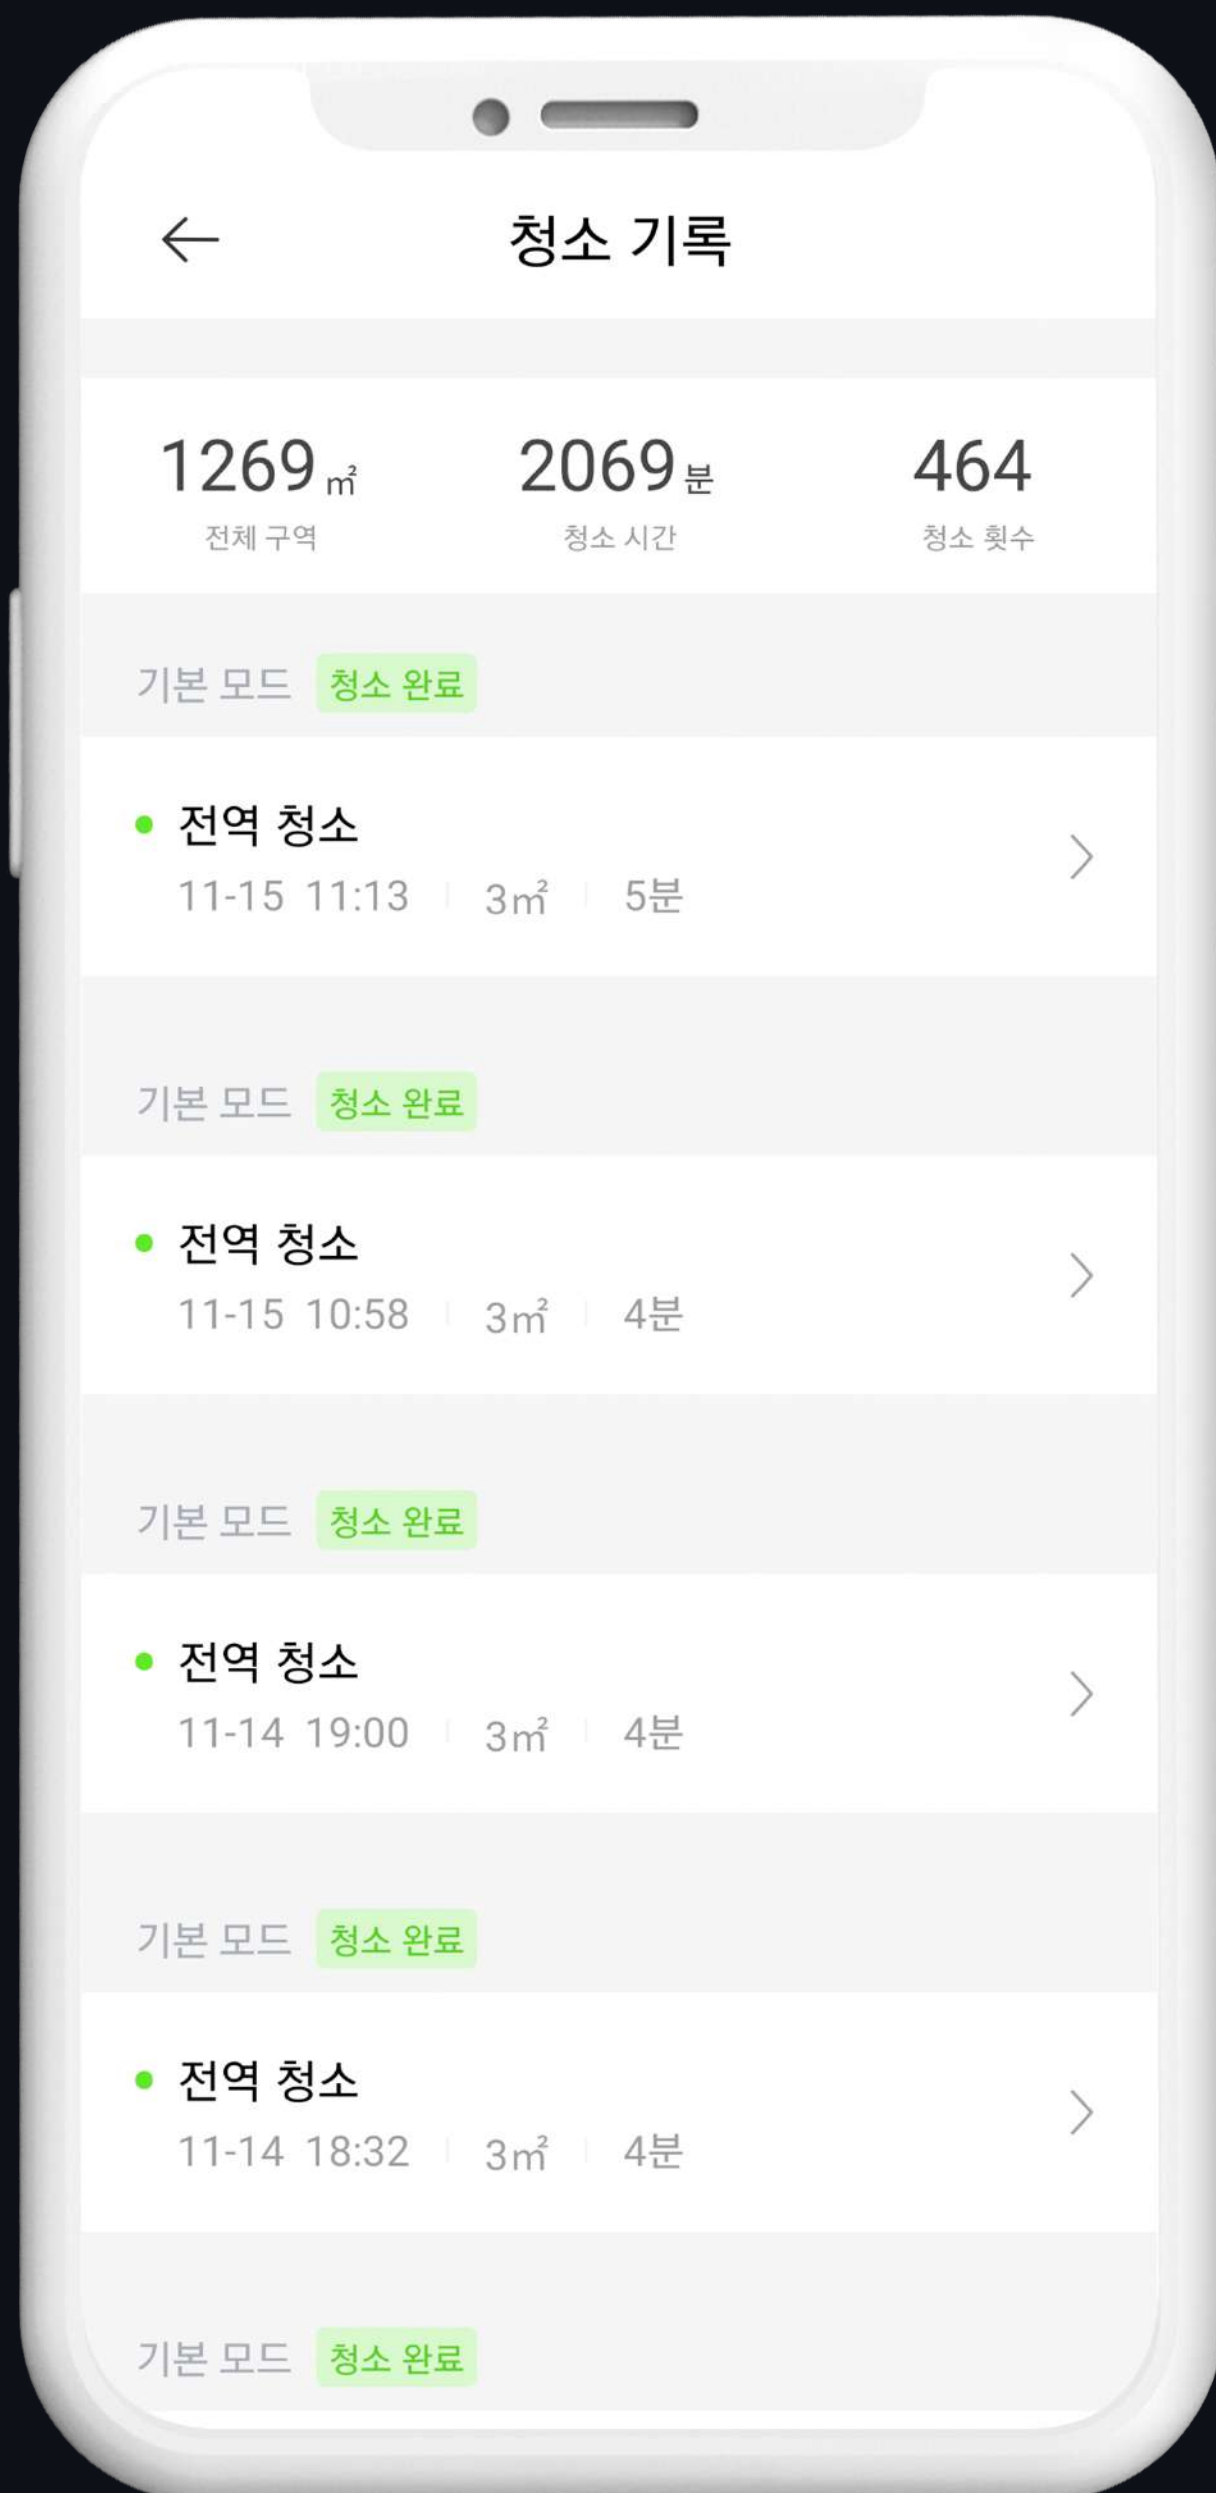 청소 기록
1269㎡ 2069분 464
전체 구역 청소 시간 청소 횟수
기본 모드 청소 완료
전역 청소
11-15 11:13 3㎡ 5분
기본 모드 청소 완료
전역 청소
11-15 10:58 3㎡ 4분
기본 모드 청소 완료
전역 청소
11-14 19:00 3㎡ 4분
기본 모드 청소 완료
전역 청소
11-14 18:32 3㎡ 4분
기본 모드 청소 완료